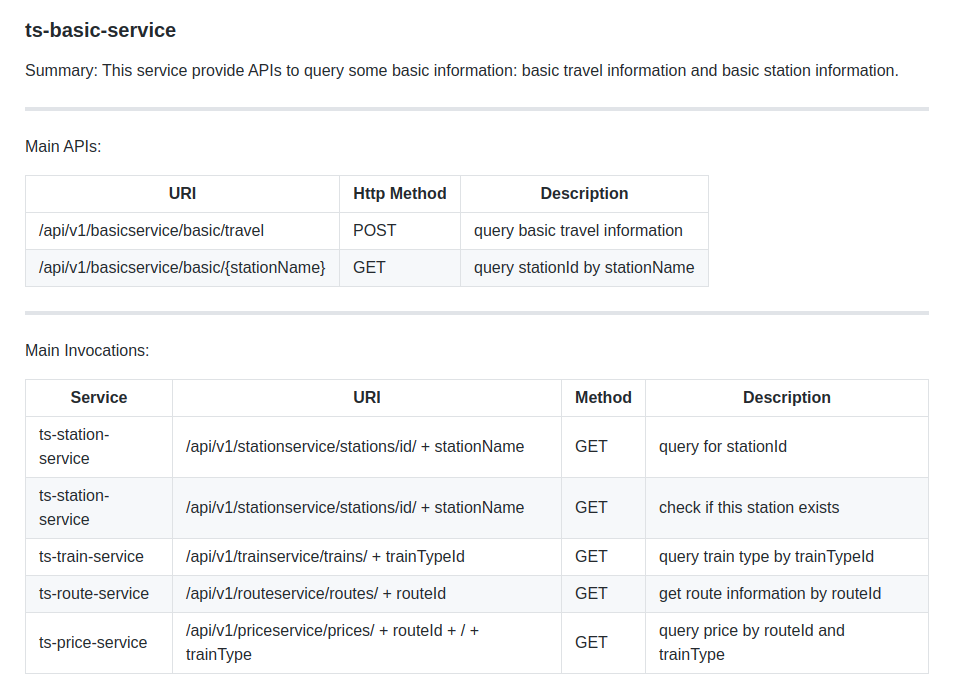 ts-basic-service
Summary: This service provide APIs to query some basic information: basic travel information and basic station information.
Main APIs:
URI Http Method Description
/api/v1/basicservice/basic/travel POST query basic travel information
/api/v1/basicservice/basic/{stationName} GET query stationId by stationName
Main Invocations:
Service URI Method Description
ts-station-
service
/api/v1/stationservice/stations/id/ + stationName GET query for stationId
ts-station-
service
/api/v1/stationservice/stations/id/ + stationName GET check if this station exists
ts-train-service /api/v1/trainservice/trains/ + trainTypeId GET query train type by trainTypeId
ts-route-service /api/v1/routeservice/routes/ + routeId GET get route information by routeId
ts-price-service
/api/v1/priceservice/prices/ + routeId + / +
trainType
GET
query price by routeId and
trainType